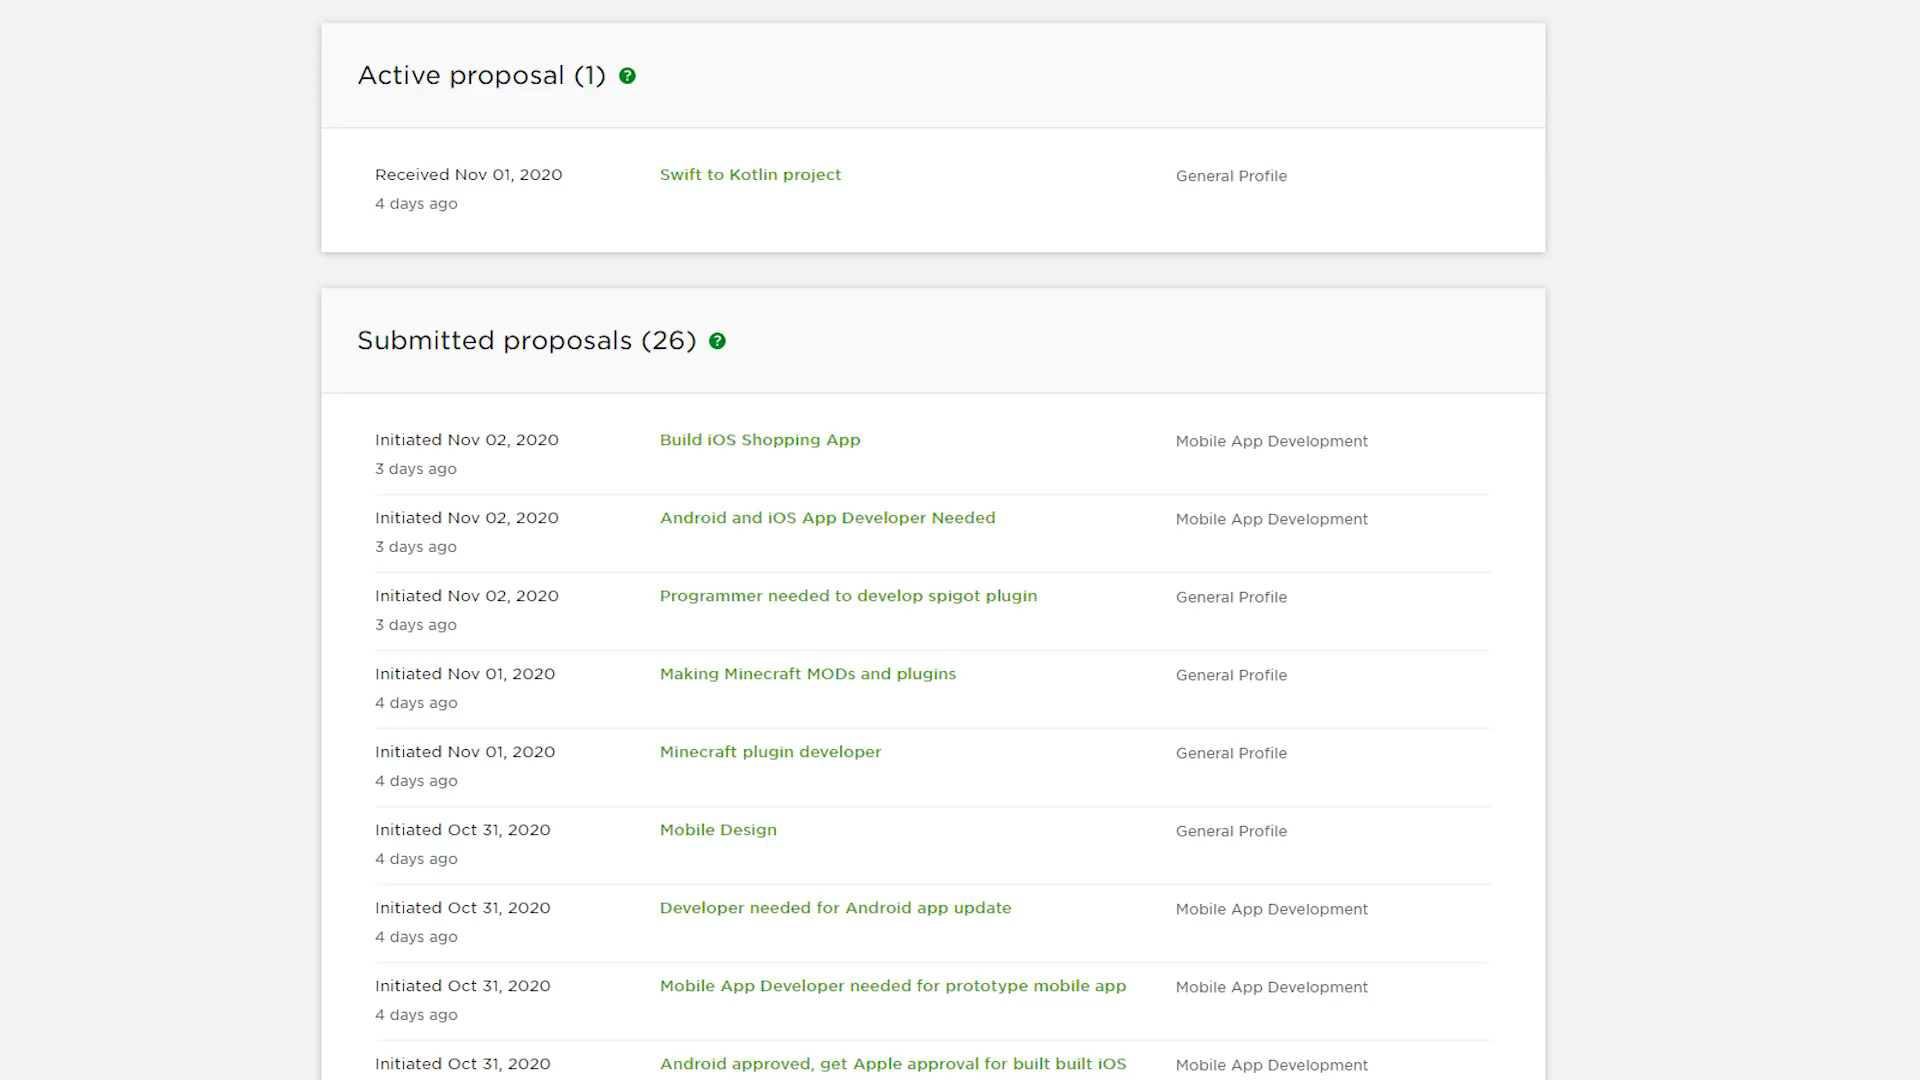 Active proposal (1) ?
Received Nov 01, 2020 Swift to Kotlin project General Profile
4 days ago
Submitted proposals (26) ?
Initiated Nov 02, 2020 Build iOS Shopping App Mobile App Development
3 days ago
Initiated Nov 02, 2020 Android and iOS App Developer Needed Mobile App Development
3 days ago
Initiated Nov 02, 2020 Programmer needed to develop spigot plugin General Profile
3 days ago
Initiated Nov 01, 2020 Making Minecraft MODs and plugins General Profile
4 days ago
Initiated Nov 01, 2020 Minecraft plugin developer General Profile
4 days ago
Initiated Oct 31, 2020 Mobile Design General Profile
4 days ago
Initiated Oct 31, 2020 Developer needed for Android app update Mobile App Development
4 days ago
Initiated Oct 31, 2020 Mobile App Developer needed for prototype mobile app Mobile App Development
4 days ago
Initiated Oct 31, 2020 Android approved, get Apple approval for built built iOS Mobile App Development